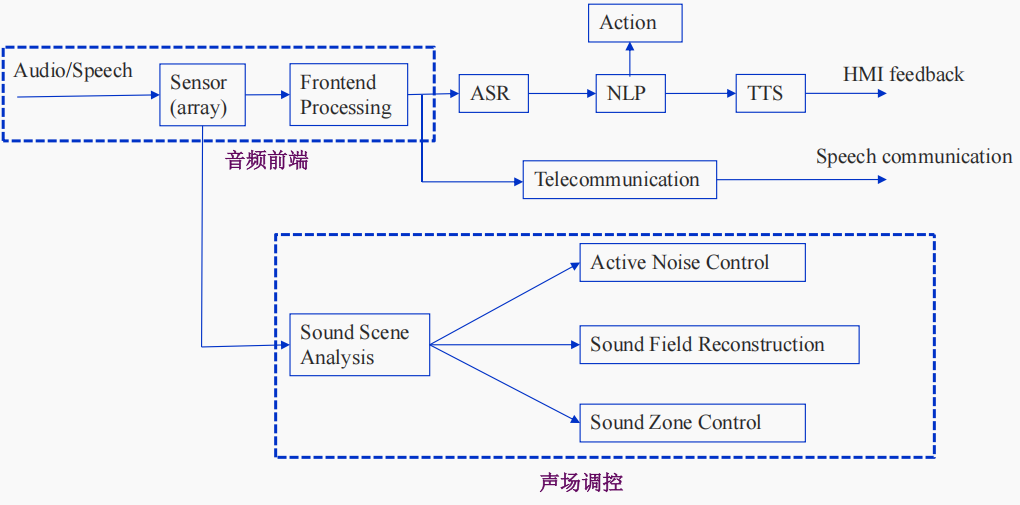 Action
Audio/Speech
Sensor
(array)
Frontend
Processing
ASR
NLP
TTS
HMI feedback
音频前端
Telecommunication
Speech communication
Sound Scene
Analysis
Active Noise Control
Sound Field Reconstruction
Sound Zone Control
声场调控